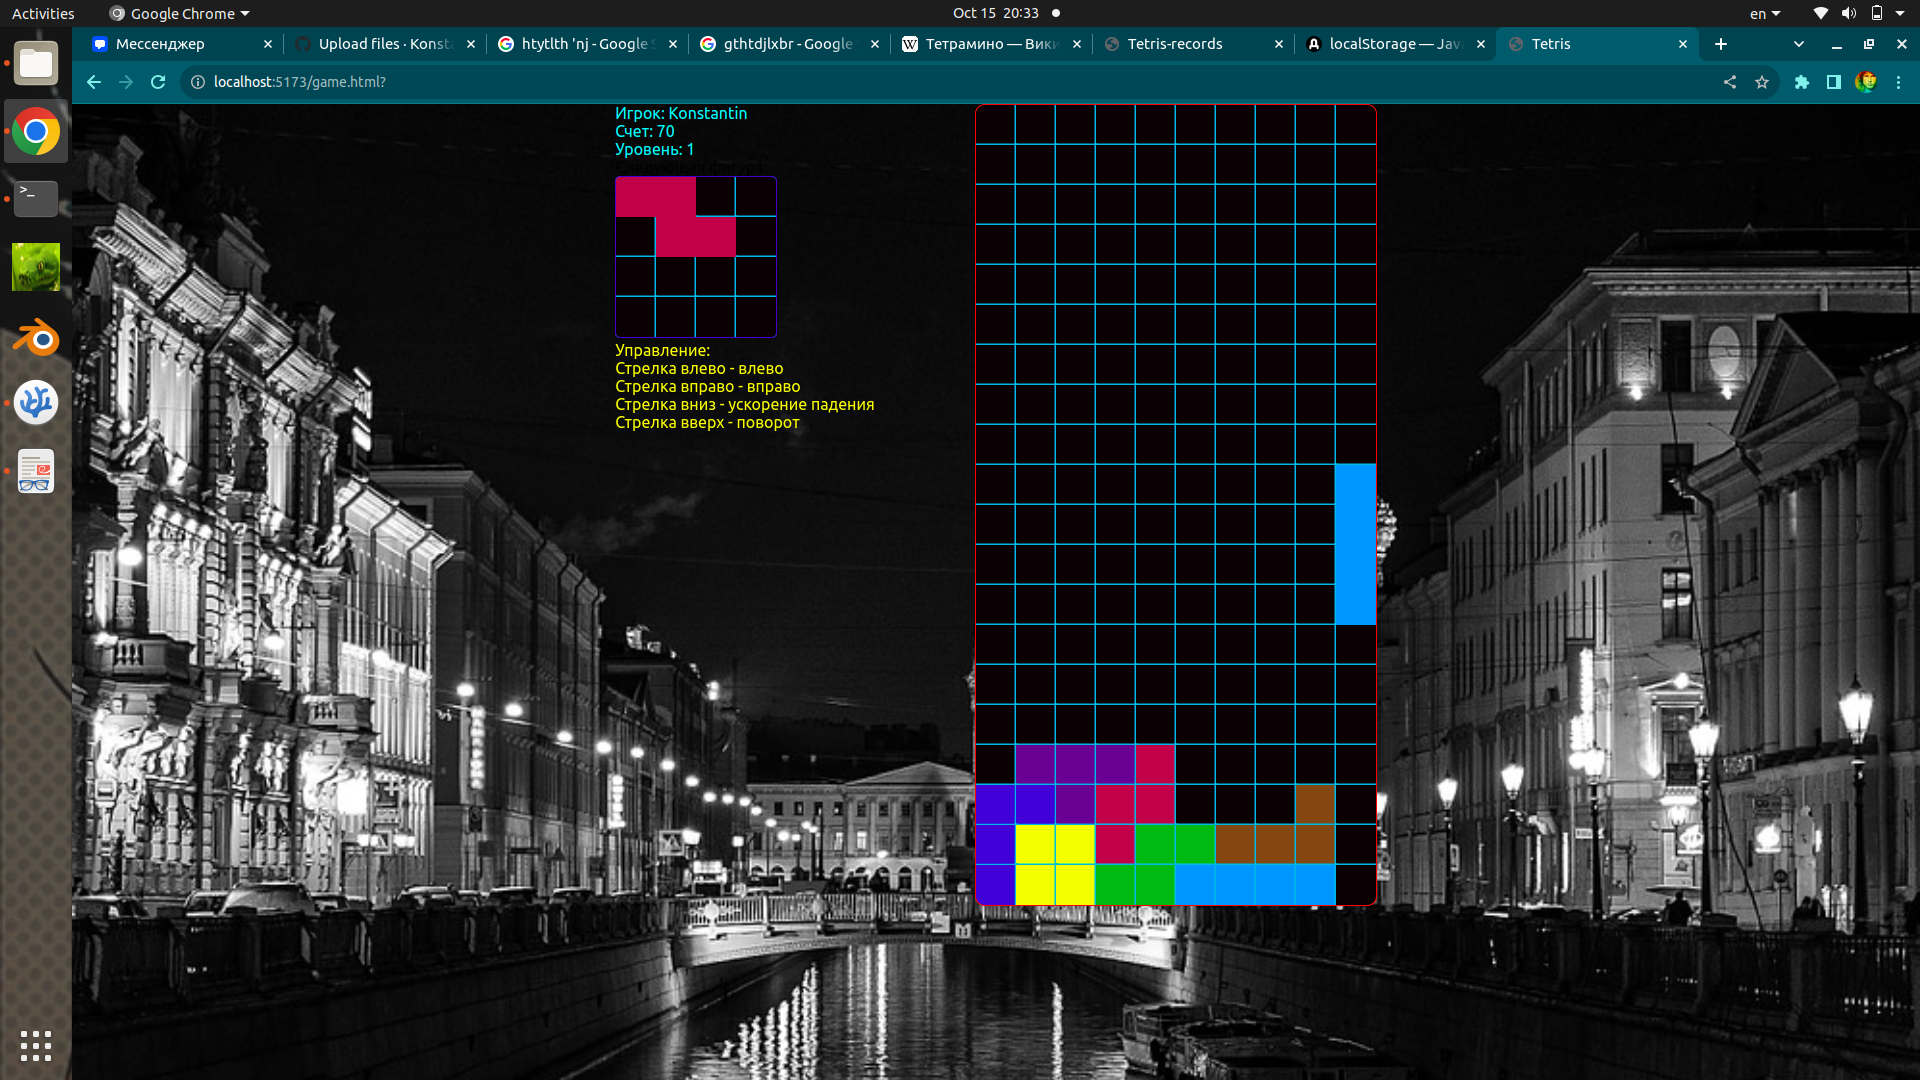 Activities
Google Chrome
Oct 15 20:33
en
Мессенджер
Upload files · Konsta
htytlth 'nj - Google S
gthtdjlxbr - Google
Тетрамино — Вики
Tetris-records
localStorage — Java
Tetris
localhost:5173/game.html?
Игрок: Konstantin
Счет: 70
Уровень: 1
Управление:
Стрелка влево - влево
Стрелка вправо - вправо
Стрелка вниз - ускорение падения
Стрелка вверх - поворот